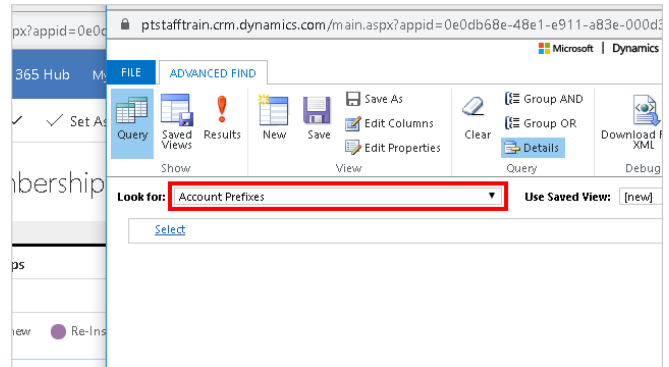 px?appid=0e0c
ptstafftrain.crm.dynamics.com/main.aspx?appid=0e0db68e-48e1-e911-a83e-000d3
Microsoft | Dynamics
365 Hub My
FILE ADVANCED FIND
Set As
Query
Saved Views
Results
New
Save
Save As
Edit Columns
Edit Properties
Clear
Group AND
Group OR
Details
Download F
XML
Show
View
Query
Debug
mbership
Look for: Account Prefixes
Use Saved View: [new]
Select
ps
new Re-Ins